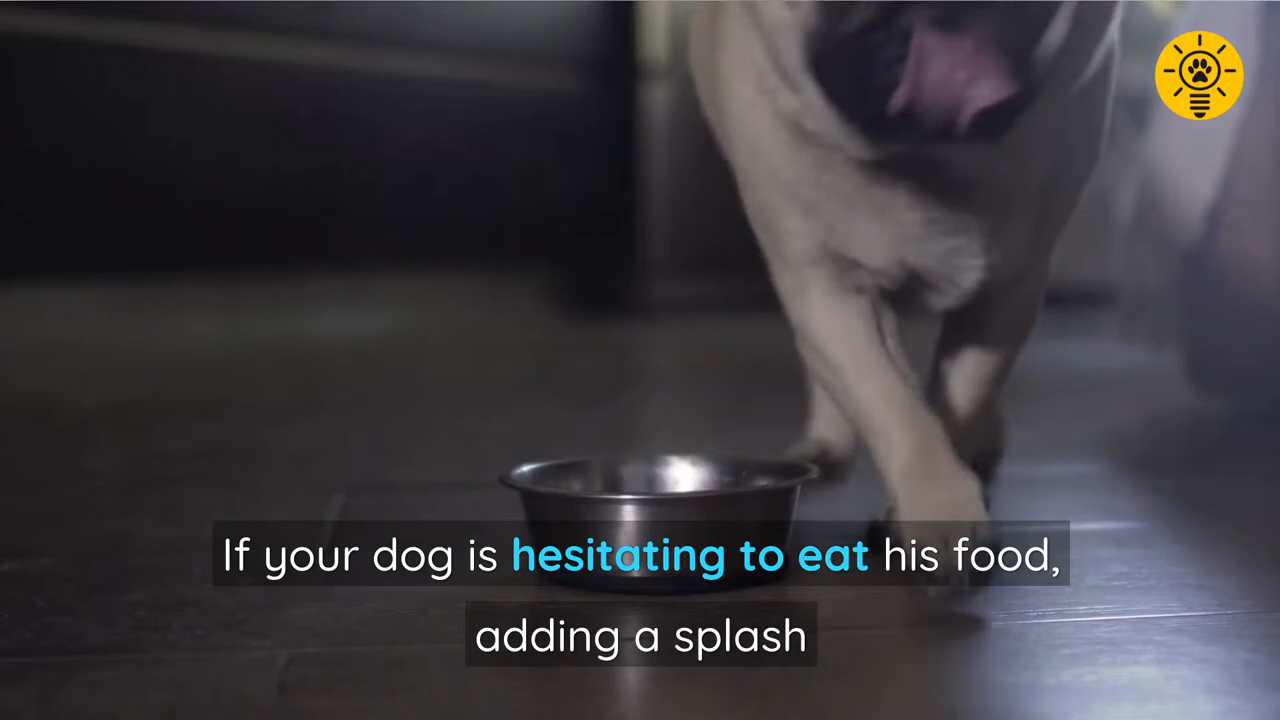 If your dog is hesitating to eat his food,
adding a splash